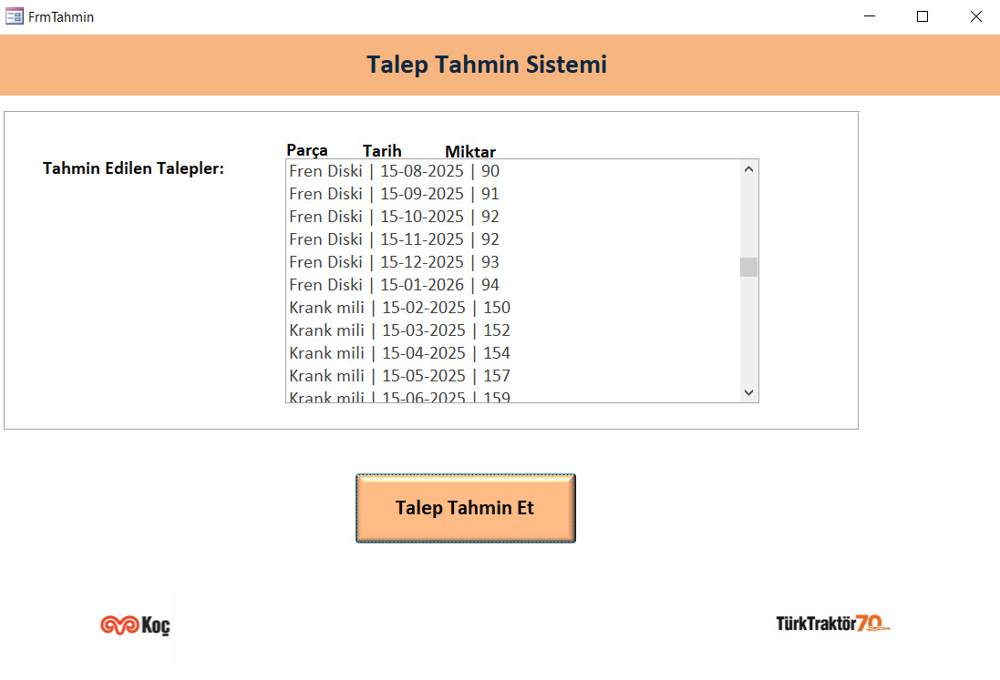 FrmTahmin
Talep Tahmin Sistemi
Parça Tarih Miktar
Tahmin Edilen Talepler:
Fren Diski | 15-08-2025 | 90
Fren Diski | 15-09-2025 | 91
Fren Diski | 15-10-2025 | 92
Fren Diski | 15-11-2025 | 92
Fren Diski | 15-12-2025 | 93
Fren Diski | 15-01-2026 | 94
Krank mili | 15-02-2025 | 150
Krank mili | 15-03-2025 | 152
Krank mili | 15-04-2025 | 154
Krank mili | 15-05-2025 | 157
Krank mili | 15-06-2025 | 159
Talep Tahmin Et
Koç
TürkTraktör 70